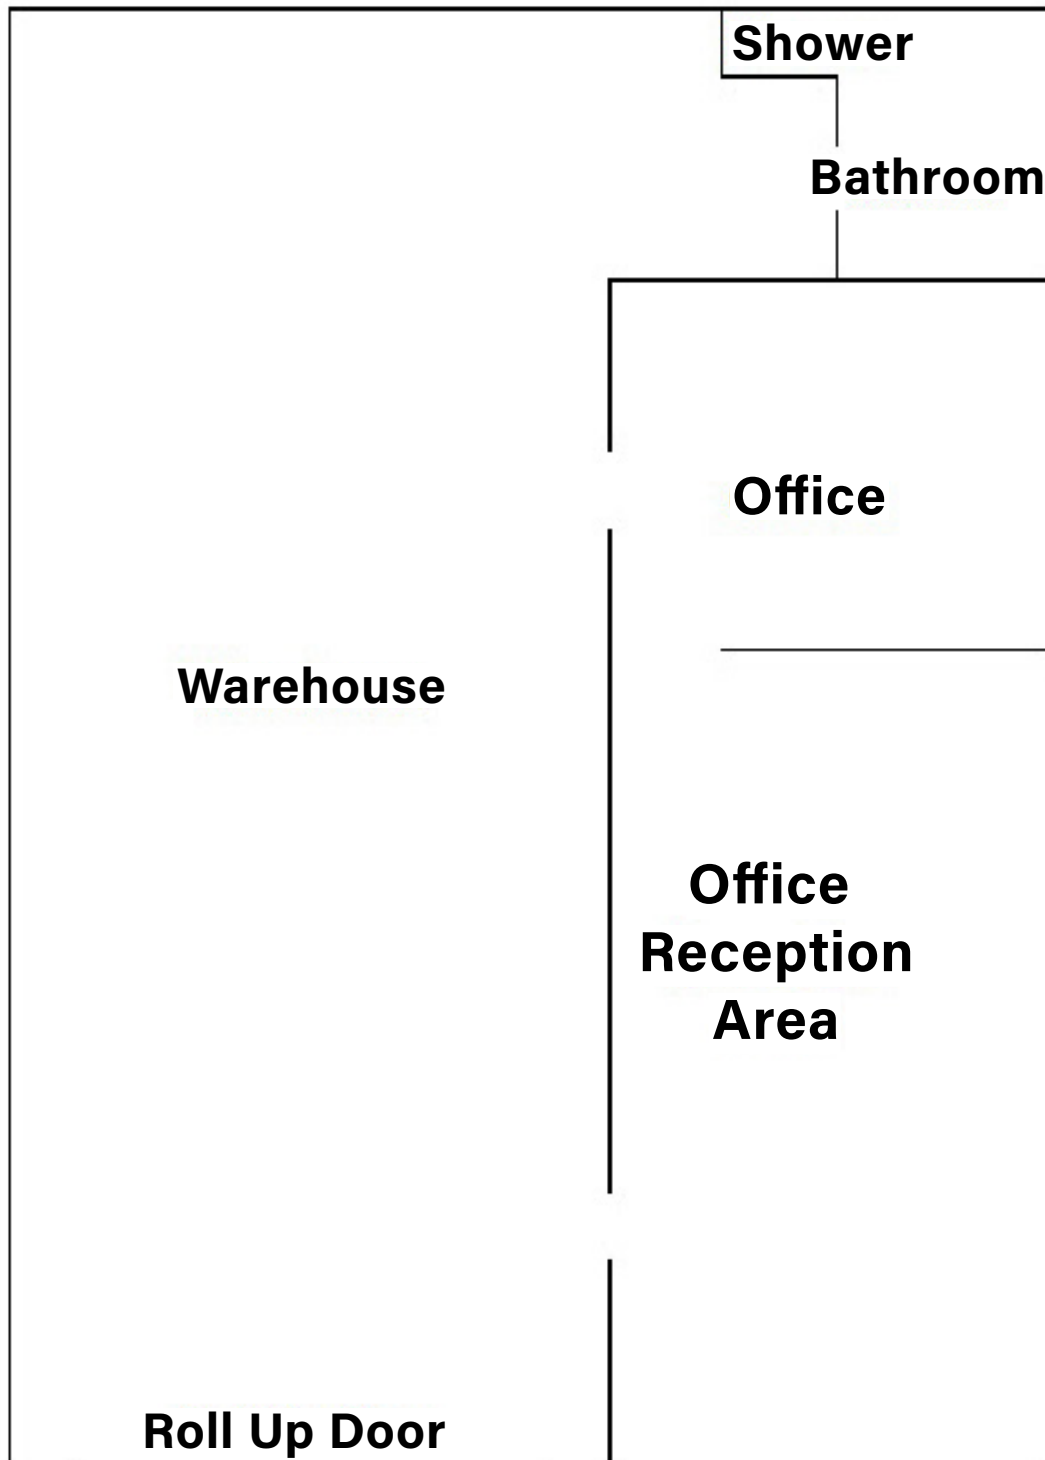 Shower
Bathroom
Office
Warehouse
Office
Reception
Area
Roll Up Door